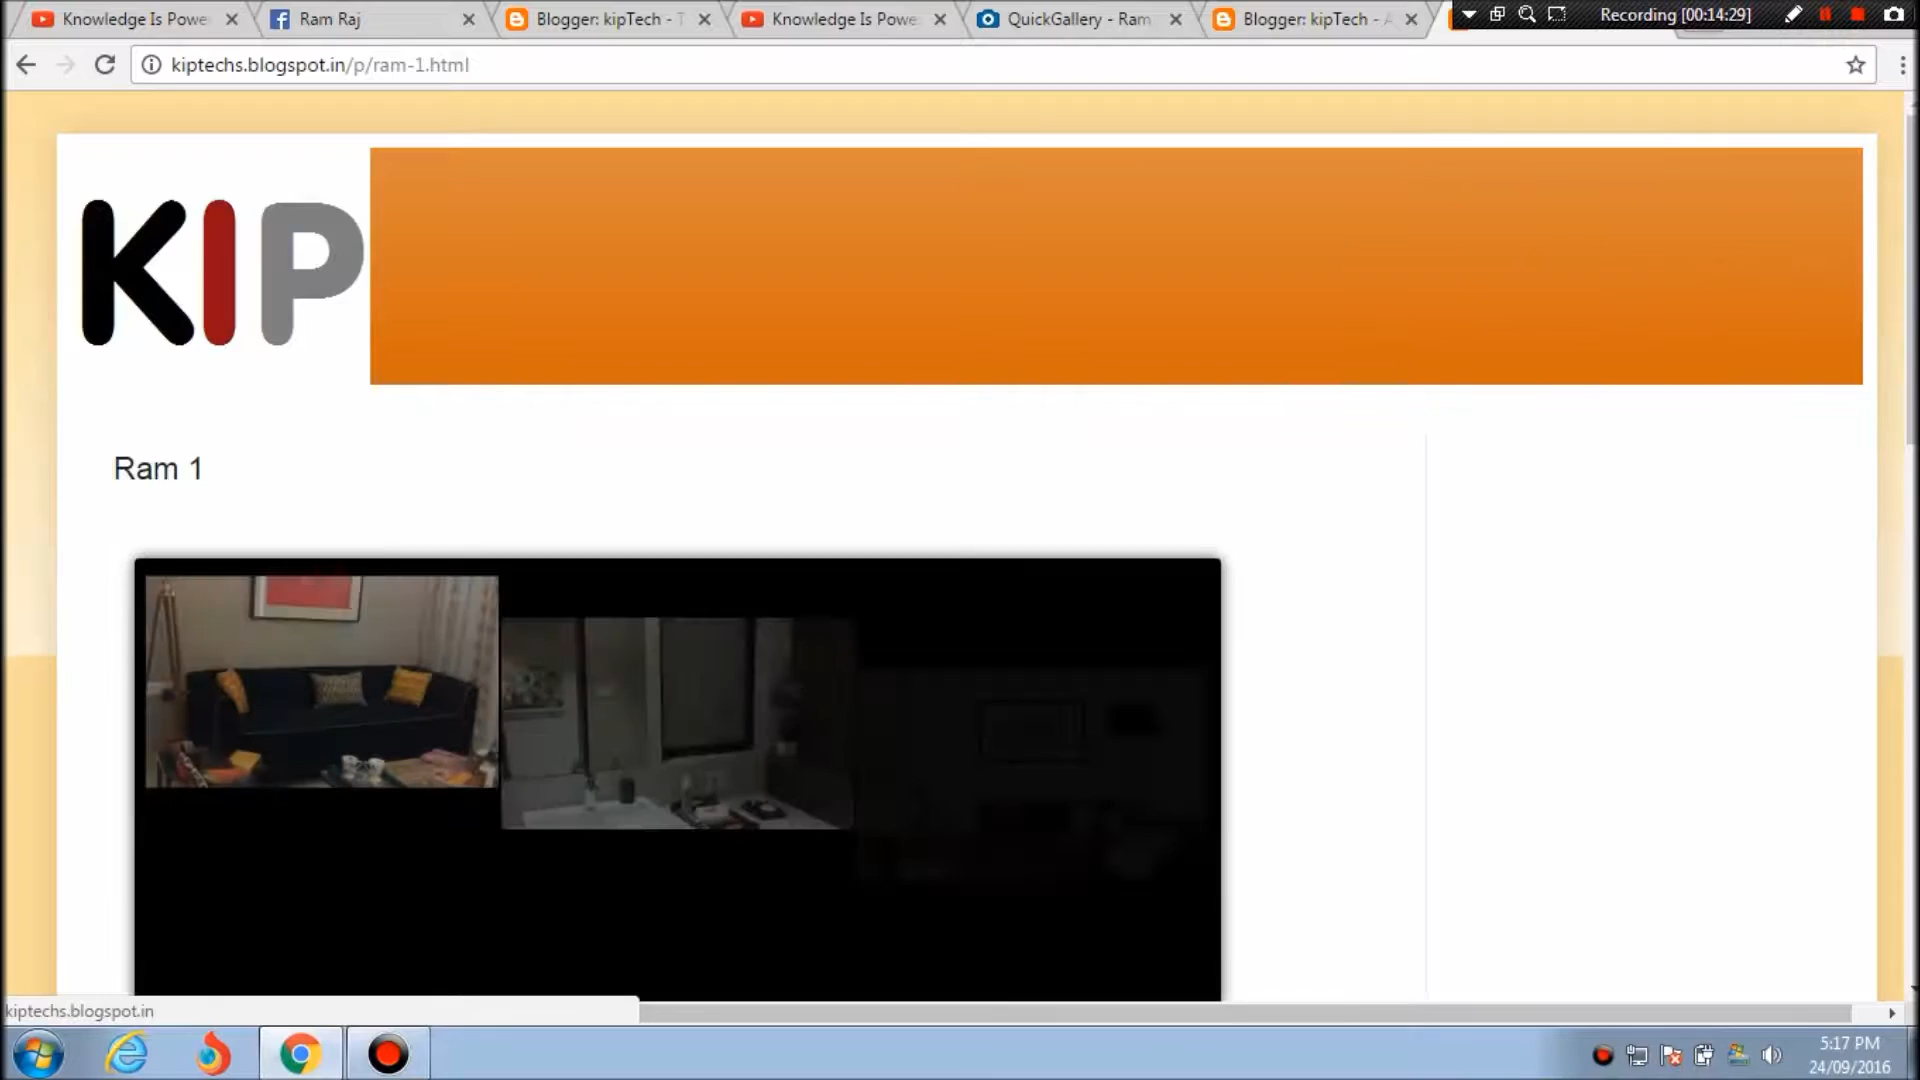 Knowledge Is Powe
Ram Raj
Blogger: kipTech - T
Knowledge Is Powe
QuickGallery - Ram
Blogger: kipTech - A
Recording [00:14:29]
kiptechs.blogspot.in/p/ram-1.html
KIP
Ram 1
kiptechs.blogspot.in
5:17 PM
24/09/2016